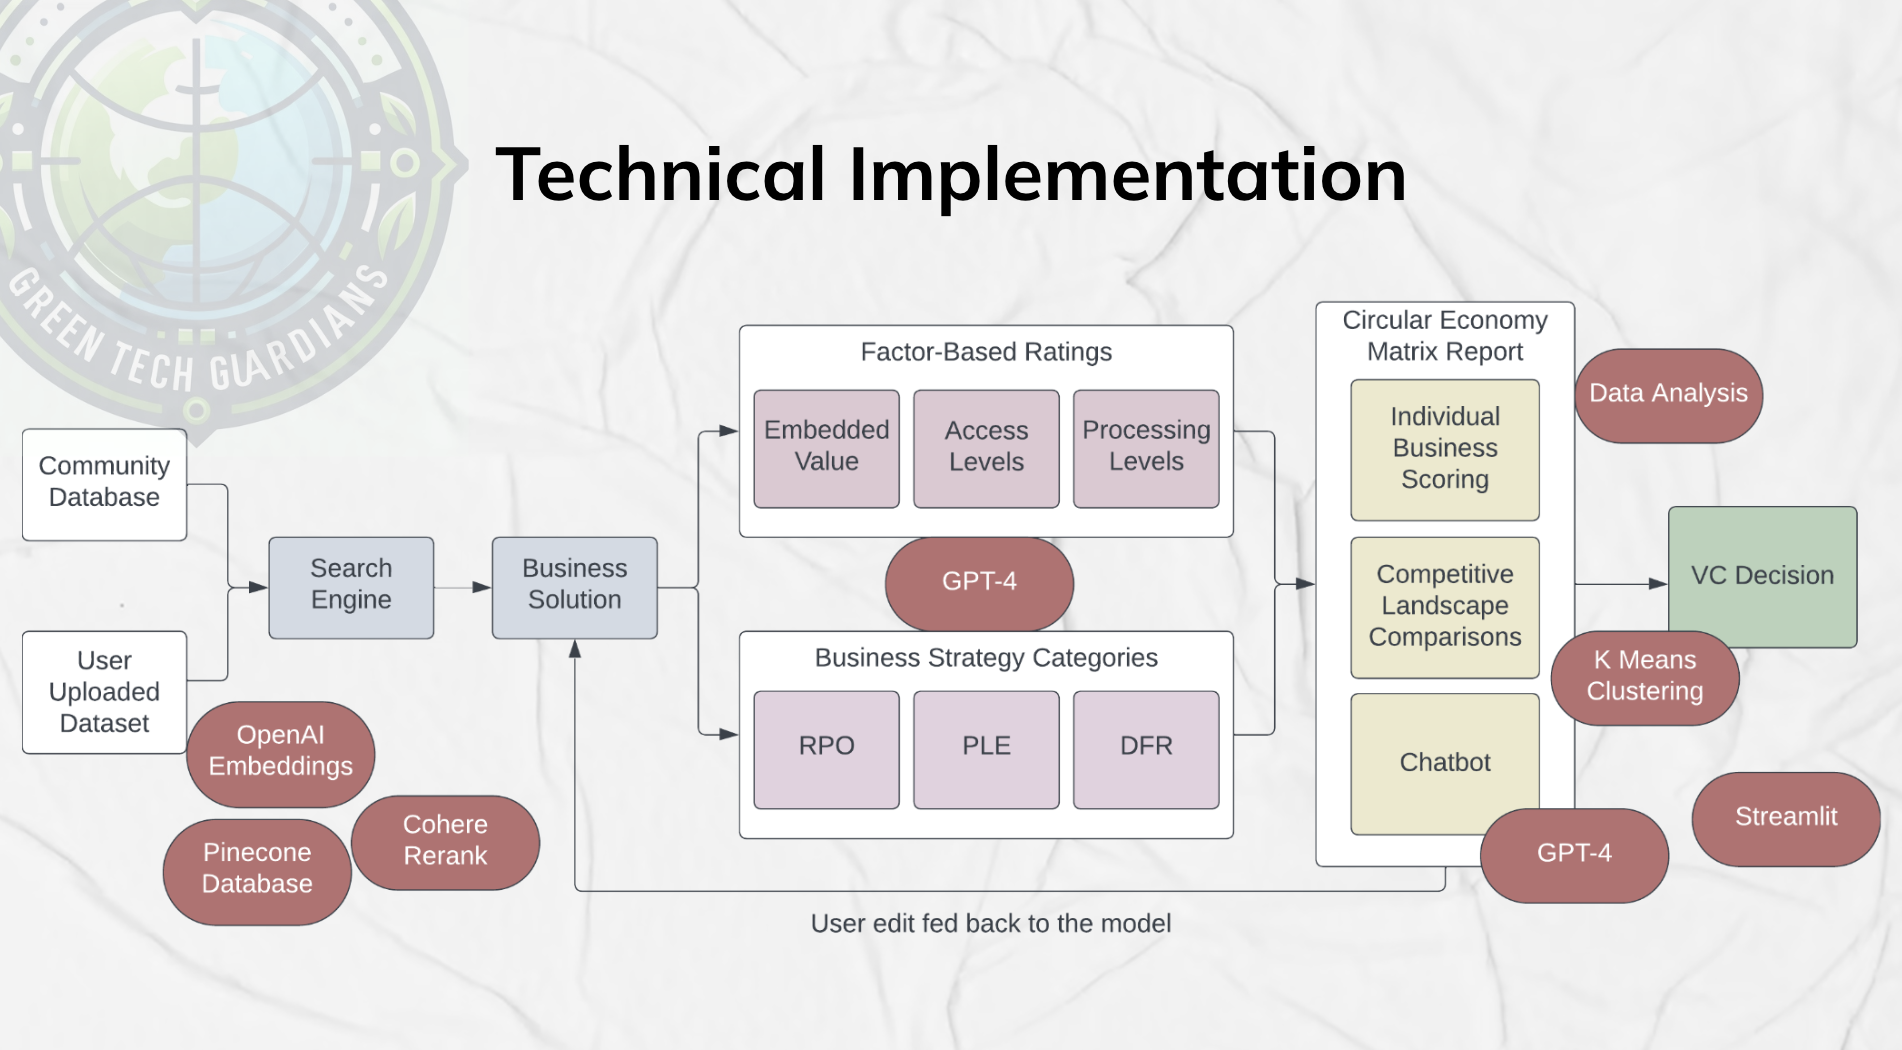 GREEN TECH GUARDIANS
Technical Implementation
Community
Database
User
Uploaded
Dataset
OpenAI
Embeddings
Pinecone
Database
Cohere
Rerank
Search
Engine
Business
Solution
Factor-Based Ratings
Embedded
Value
Access
Levels
Processing
Levels
GPT-4
Business Strategy Categories
RPO
PLE
DFR
Circular Economy
Matrix Report
Individual
Business
Scoring
Competitive
Landscape
Comparisons
Chatbot
Data Analysis
VC Decision
K Means
Clustering
Streamlit
GPT-4
User edit fed back to the model